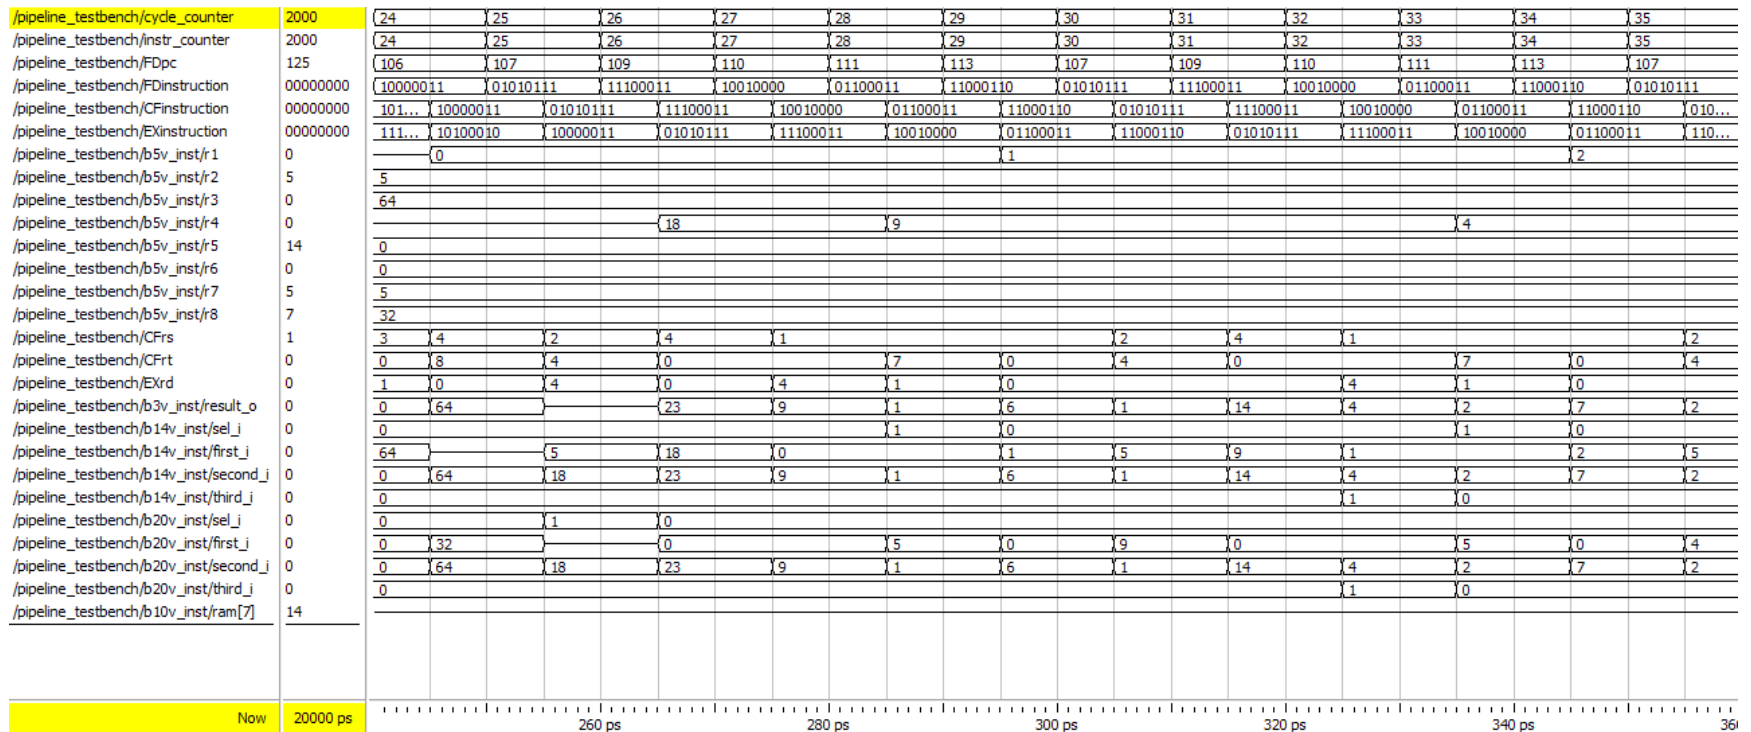 /pipeline_testbench/cycle_counter 2000 24 25 26 27 28 29 30 31 32 33 34 35
/pipeline_testbench/instr_counter 2000 24 25 26 27 28 29 30 31 32 33 34 35
/pipeline_testbench/FDpc 125 106 107 109 110 111 113 107 109 110 111 113 107
/pipeline_testbench/FDinstruction 00000000 10000011 01010111 11100011 10010000 01100011 11000110 01010111 11100011 10010000 01100011 11000110 01010111
/pipeline_testbench/CFinstruction 00000000 101... 10000011 01010111 11100011 10010000 01100011 11000110 01010111 11100011 10010000 01100011 11000110 010...
/pipeline_testbench/EXinstruction 00000000 111... 10100010 10000011 01010111 11100011 10010000 01100011 11000110 01010111 11100011 10010000 01100011 110...
/pipeline_testbench/b5v_inst/r1 0 0 1 2
/pipeline_testbench/b5v_inst/r2 5 5
/pipeline_testbench/b5v_inst/r3 0 64
/pipeline_testbench/b5v_inst/r4 0 18 9 4
/pipeline_testbench/b5v_inst/r5 14 0
/pipeline_testbench/b5v_inst/r6 0 0
/pipeline_testbench/b5v_inst/r7 5 5
/pipeline_testbench/b5v_inst/r8 7 32
/pipeline_testbench/CFrs 1 3 4 2 4 1 2 4 1 2
/pipeline_testbench/CFrt 0 0 8 4 0 7 0 4 0 7 0 4
/pipeline_testbench/EXrd 0 1 0 4 0 4 1 0 4 1 0
/pipeline_testbench/b3v_inst/result_o 0 0 64 23 9 1 6 1 14 4 2 7 2
/pipeline_testbench/b14v_inst/sel_i 0 0 1 0 1 0
/pipeline_testbench/b14v_inst/first_i 0 64 5 18 0 1 5 9 1 2 5
/pipeline_testbench/b14v_inst/second_i 0 0 64 18 23 9 1 6 1 14 4 2 7 2
/pipeline_testbench/b14v_inst/third_i 0 0 1 0
/pipeline_testbench/b20v_inst/sel_i 0 0 1 0
/pipeline_testbench/b20v_inst/first_i 0 0 32 0 5 0 9 0 5 0 4
/pipeline_testbench/b20v_inst/second_i 0 0 64 18 23 9 1 6 1 14 4 2 7 2
/pipeline_testbench/b20v_inst/third_i 0 0 1 0
/pipeline_testbench/b10v_inst/ram[7] 14
Now 20000 ps 260 ps 280 ps 300 ps 320 ps 340 ps